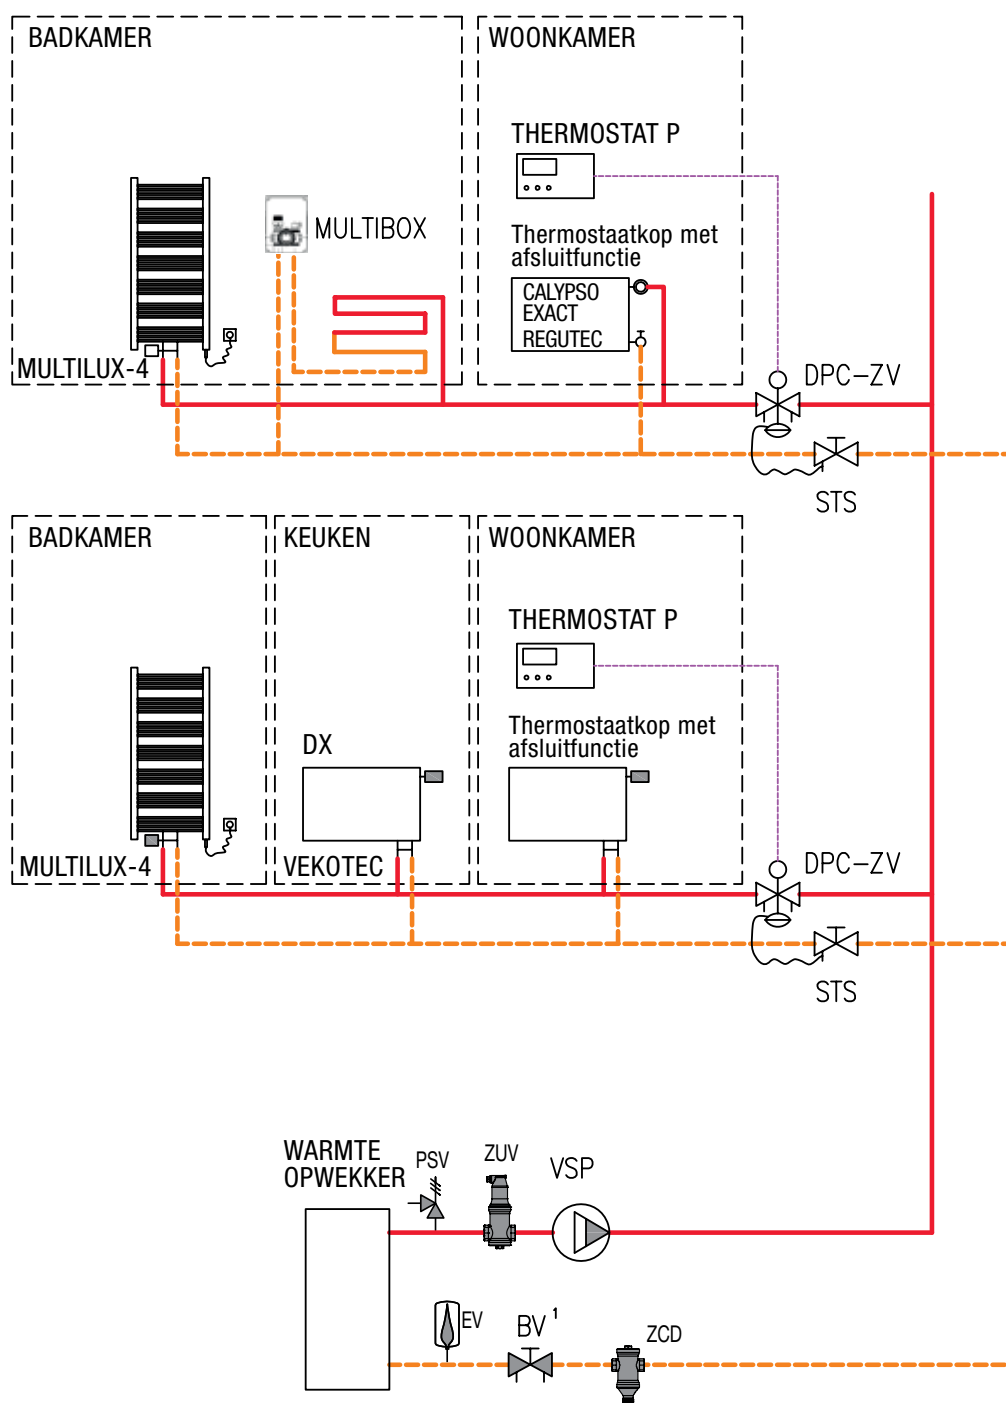 BADKAMER
WOONKAMER
THERMOSTAT P
MULTIBOX
Thermostaatkop met
afsluitfunctie
CALYPSO
EXACT
REGUTEC
MULTILUX-4
DPC-ZV
STS
BADKAMER
KEUKEN
WOONKAMER
THERMOSTAT P
Thermostaatkop met
afsluitfunctie
DX
MULTILUX-4
VEKOTEC
DPC-ZV
STS
WARMTE
OPWEKKER
PSV
ZUV
VSP
EV
BV 1
ZCD